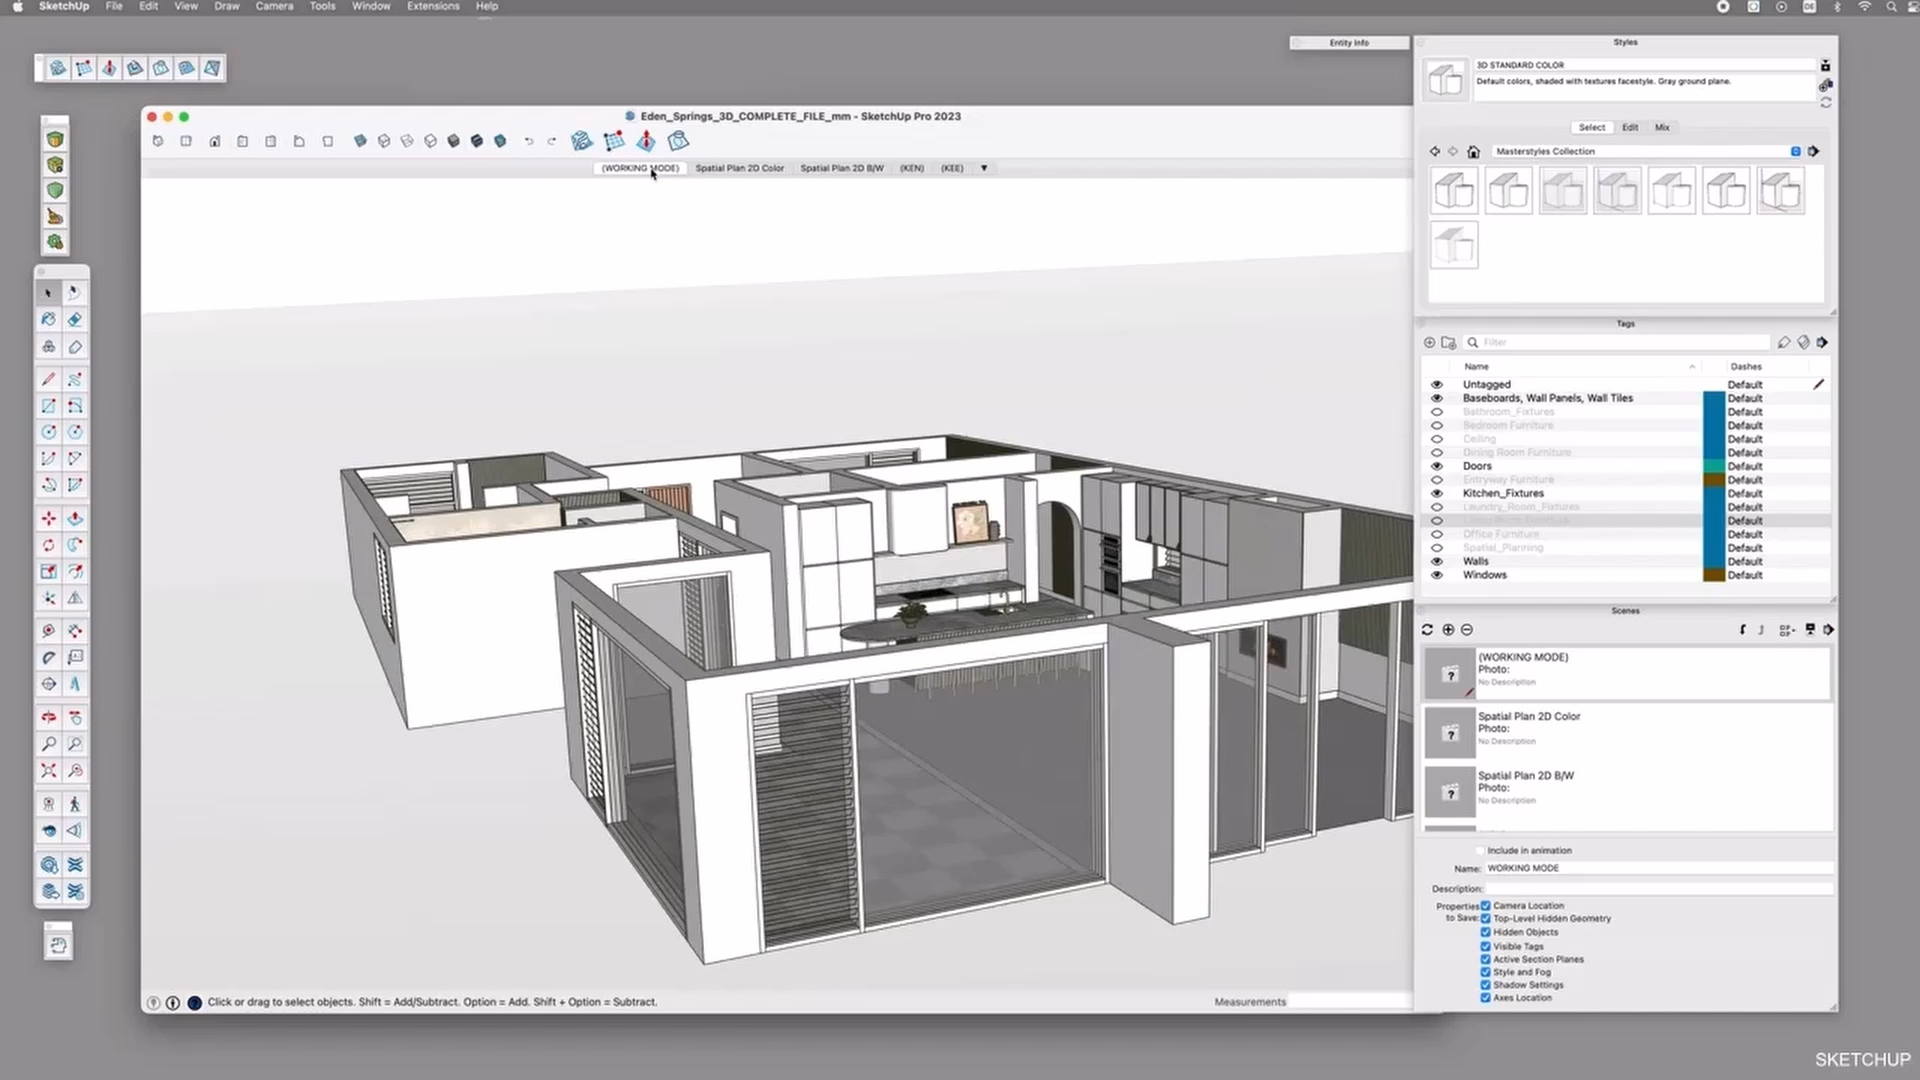 SketchUp File Edit View Draw Camera Tools Window Extensions Help
Entity Info
Styles
3D STANDARD COLOR
Default colors, shaded with textures facestyle. Gray ground plane.
Eden_Springs_3D_COMPLETE_FILE_mm - SketchUp Pro 2023
Select Edit Mix
Masterstyles Collection
(WORKING MODE) Spatial Plan 2D Color Spatial Plan 2D B/W (KEN) (KEE)
Tags
Filter
Name Dashes
Untagged Default
Baseboards, Wall Panels, Wall Tiles Default
Bathroom_Fixtures Default
Bedroom Furniture Default
Ceiling Default
Dining Room Furniture Default
Doors Default
Entryway Furniture Default
Kitchen_Fixtures Default
Laundry_Room_Fixtures Default
Default
Office Furniture Default
Spatial_Planning Default
Walls Default
Windows Default
Scenes
(WORKING MODE)
Photo:
No Description
Spatial Plan 2D Color
Photo:
No Description
Spatial Plan 2D B/W
Photo:
No Description
Include in animation
Name: WORKING MODE
Description:
Properties to Save:
Camera Location
Top-Level Hidden Geometry
Hidden Objects
Visible Tags
Active Section Planes
Style and Fog
Shadow Settings
Axes Location
Click or drag to select objects. Shift = Add/Subtract. Option = Add. Shift + Option = Subtract.
Measurements
SKETCHUP